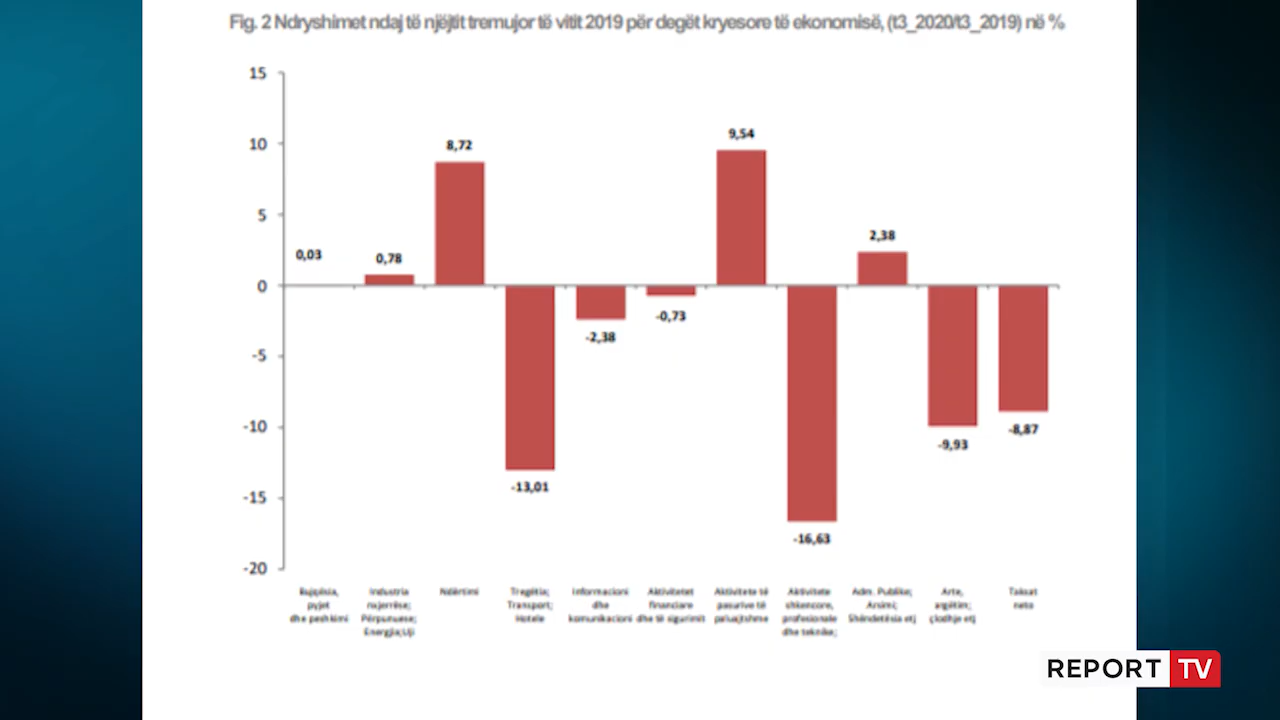 Fig. 2 Ndryshimet ndaj të njëjtit tremujor të vitit 2019 për degët kryesore të ekonomisë, (t3_2020/t3_2019) në %
15
10
5
0
-5
-10
-15
-20
0,03
0,78
8,72
-13,01
-2,38
-0,73
9,54
-16,63
2,38
-9,93
-8,87
Bujqësia,
pyjet
dhe peshkimi
Industria
nxjerrëse;
Përpunuese;
Energjia;Uji
Ndërtimi
Tregëtia;
Transport;
Hotele
Informacioni
dhe
komunikacioni
Aktivitetet
financiare
dhe të sigurimit
Aktivitete të
pasurive të
paluajtshme
Aktivitete
shkencore,
profesionale
dhe teknike;
Adm. Publike;
Arsimi;
Shëndetësia etj
Arte,
argëtim;
çlodhje etj
Taksat
neto
REPORT TV